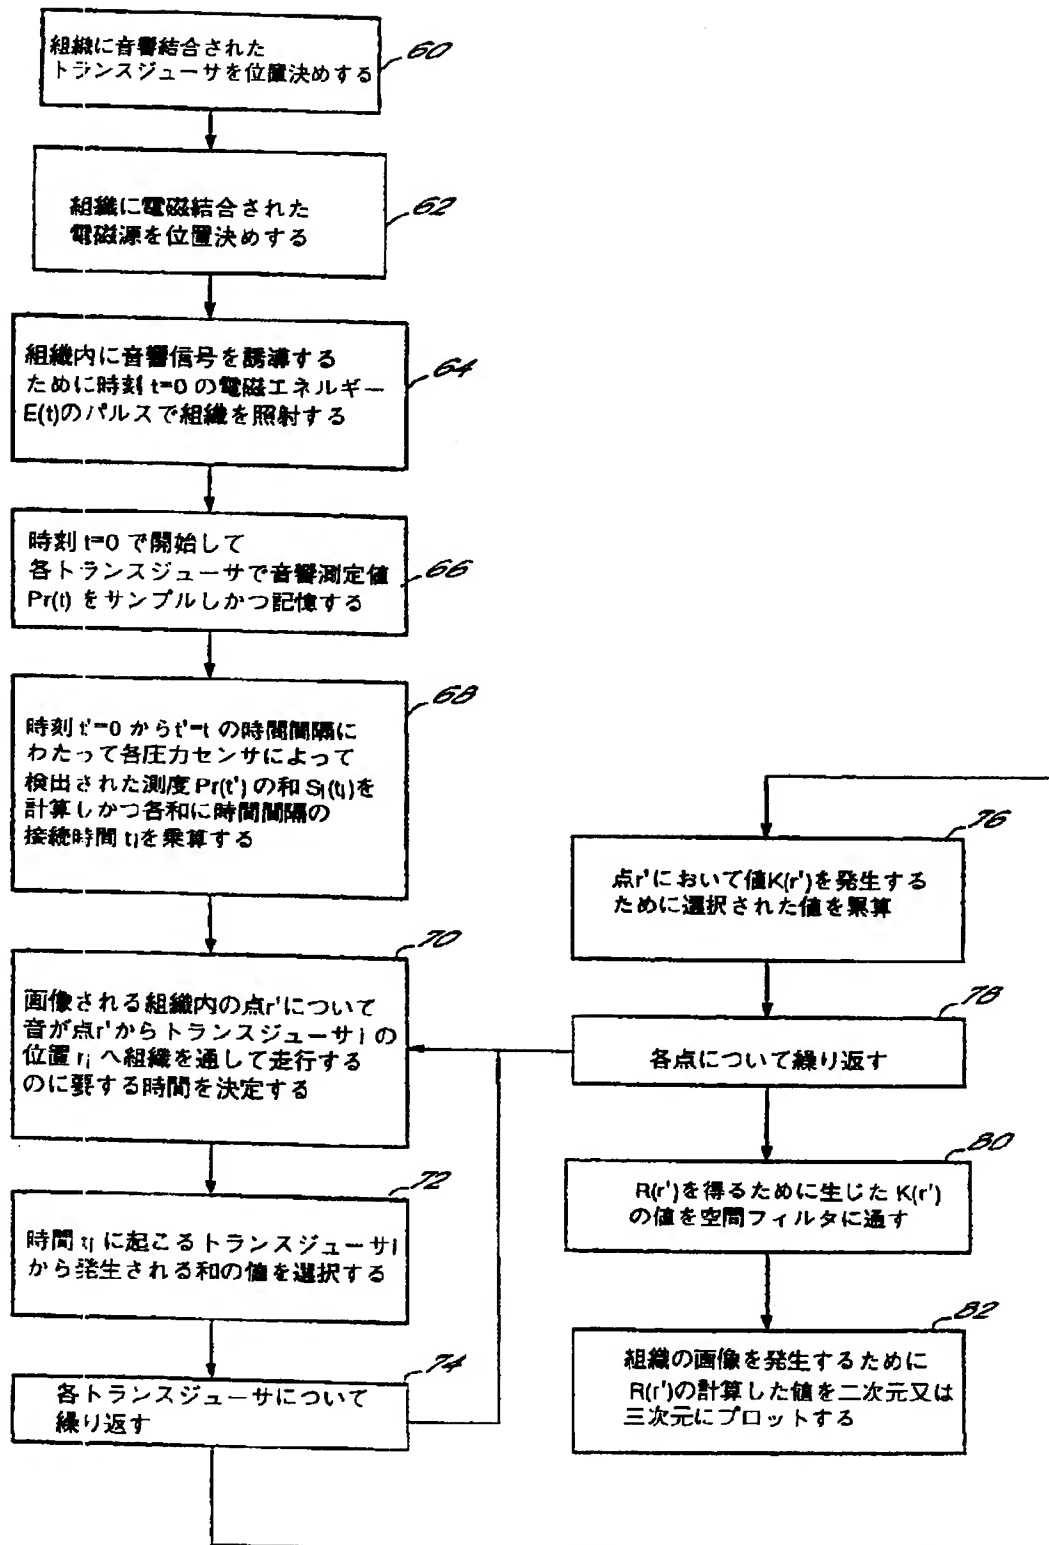 組織に音響結合された
トランスジューサを位置決めする
60
組織に電磁結合された
電磁源を位置決めする
62
組織内に音響信号を誘導する
ために時刻 t=0 の電磁エネルギー
E(t)のパルスで組織を照射する
64
時刻 t=0 で開始して
各トランスジューサで音響測定値
Pr(t) をサンプルしかつ記憶する
66
時刻 t'=0 から t'=t の時間間隔に
わたって各圧力センサによって
検出された測度 Pr(t') の和 Si(tj)を
計算しかつ各和に時間間隔の
接続時間 tjを乗算する
68
画像される組織内の点r'について
音が点r'からトランスジューサ i の
位置 ri へ組織を通して走行する
のに要する時間を決定する
70
時間 tj に起こるトランスジューサi
から発生される和の値を選択する
72
各トランスジューサについて
繰り返す
74
点r'において値K(r')を発生する
ために選択された値を累算
76
各点について繰り返す
78
R(r')を得るために生じた K(r')
の値を空間フィルタに通す
80
組織の画像を発生するために
R(r')の計算した値を二次元又は
三次元にプロットする
82